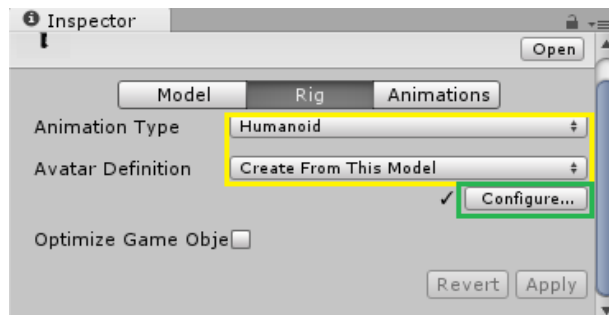 Inspector
Open
Model Rig Animations
Animation Type Humanoid
Avatar Definition Create From This Model
✓ Configure...
Optimize Game Obje
Revert Apply